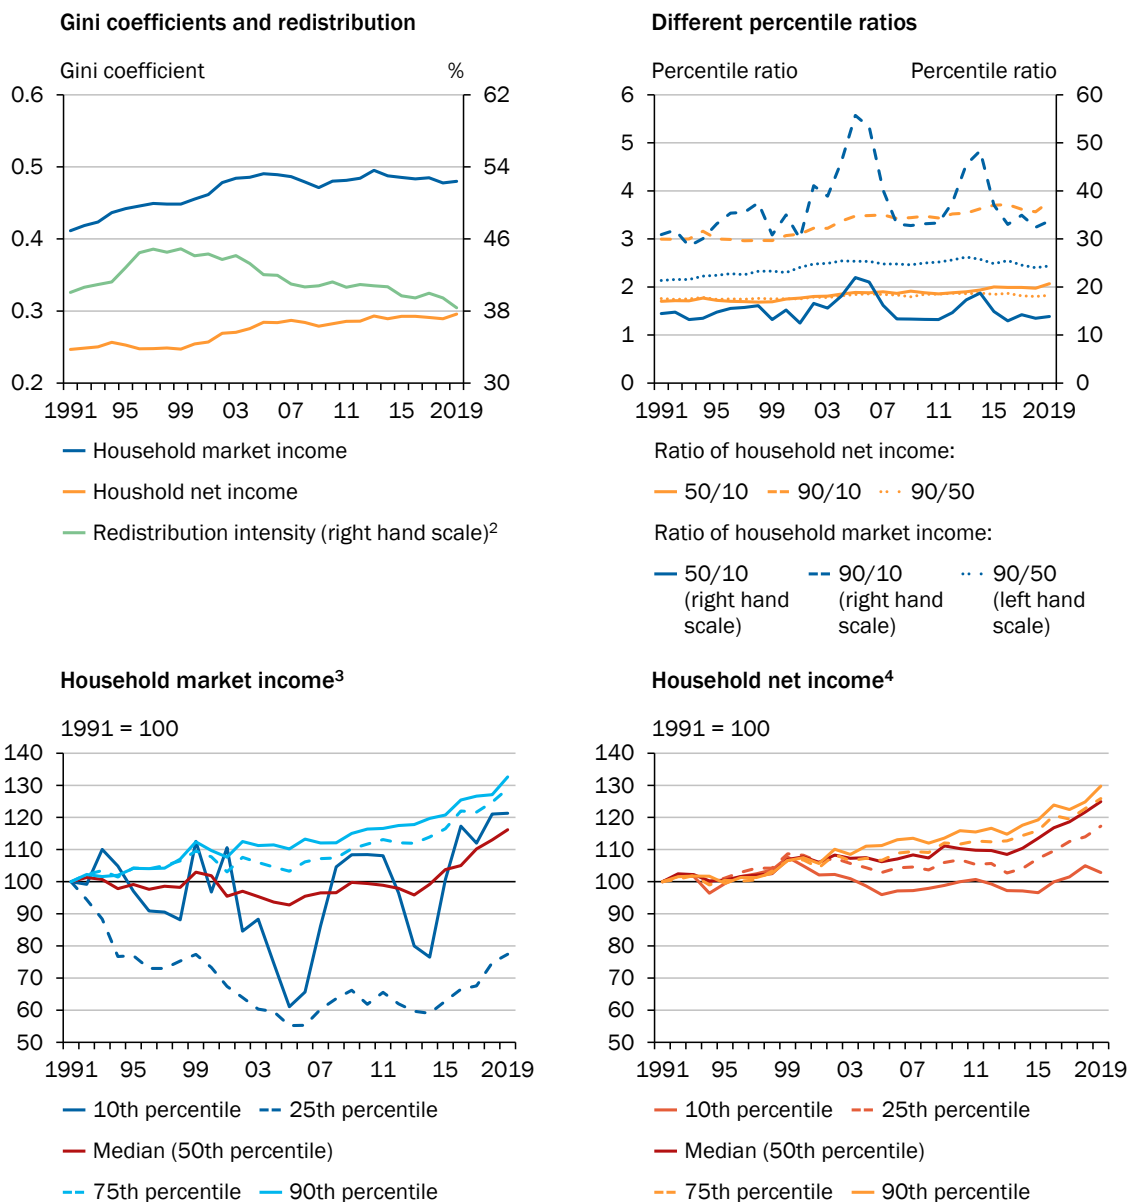 Gini coefficients and redistribution
Gini coefficient %
0.6 62
0.5 54
0.4 46
0.3 38
0.2 30
1991 95 99 03 07 11 15 2019
Household market income
Houshold net income
Redistribution intensity (right hand scale)2
Different percentile ratios
Percentile ratio Percentile ratio
6 60
5 50
4 40
3 30
2 20
1 10
0 0
1991 95 99 03 07 11 15 2019
Ratio of household net income:
50/10 90/10 90/50
Ratio of household market income:
50/10 90/10 90/50
(right hand (right hand (left hand
scale) scale) scale)
Household market income3
1991 = 100
140
130
120
110
100
90
80
70
60
50
1991 95 99 03 07 11 15 2019
10th percentile 25th percentile
Median (50th percentile)
75th percentile 90th percentile
Household net income4
1991 = 100
140
130
120
110
100
90
80
70
60
50
1991 95 99 03 07 11 15 2019
10th percentile 25th percentile
Median (50th percentile)
75th percentile 90th percentile